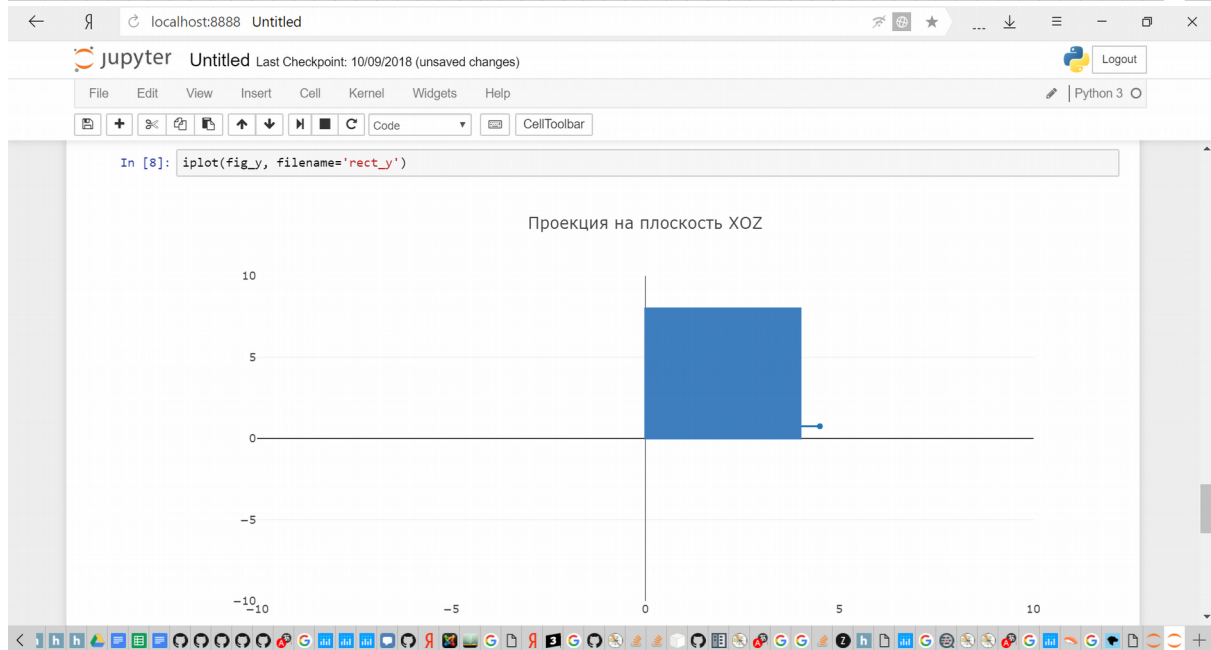 localhost:8888 Untitled
jupyter Untitled Last Checkpoint: 10/09/2018 (unsaved changes)
Logout
File Edit View Insert Cell Kernel Widgets Help
Python 3
Code
CellToolbar
In [8]: iplot(fig_y, filename='rect_y')
Проекция на плоскость XOZ
10
5
0
−5
−10
−10 −5 0 5 10